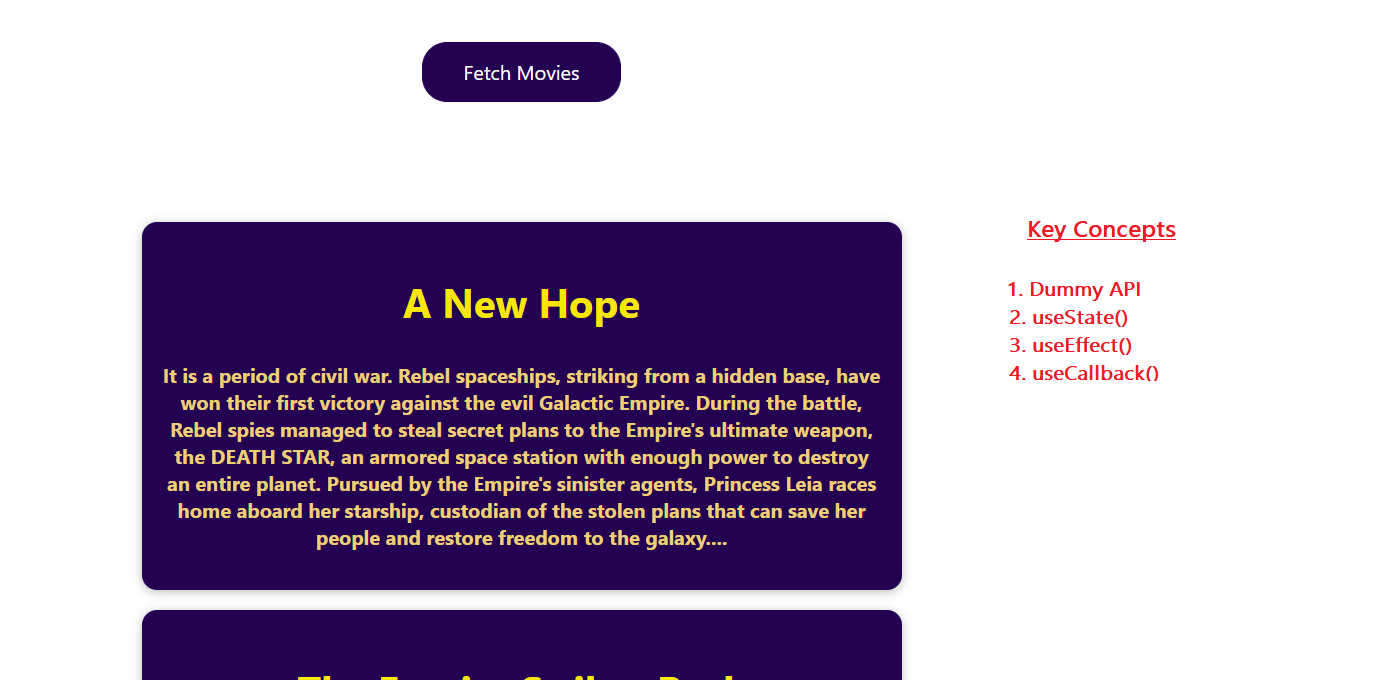 Fetch Movies
A New Hope
It is a period of civil war. Rebel spaceships, striking from a hidden base, have
won their first victory against the evil Galactic Empire. During the battle,
Rebel spies managed to steal secret plans to the Empire's ultimate weapon,
the DEATH STAR, an armored space station with enough power to destroy
an entire planet. Pursued by the Empire's sinister agents, Princess Leia races
home aboard her starship, custodian of the stolen plans that can save her
people and restore freedom to the galaxy....
The Empire Strikes Back
Key Concepts
1. Dummy API
2. useState()
3. useEffect()
4. useCallback()